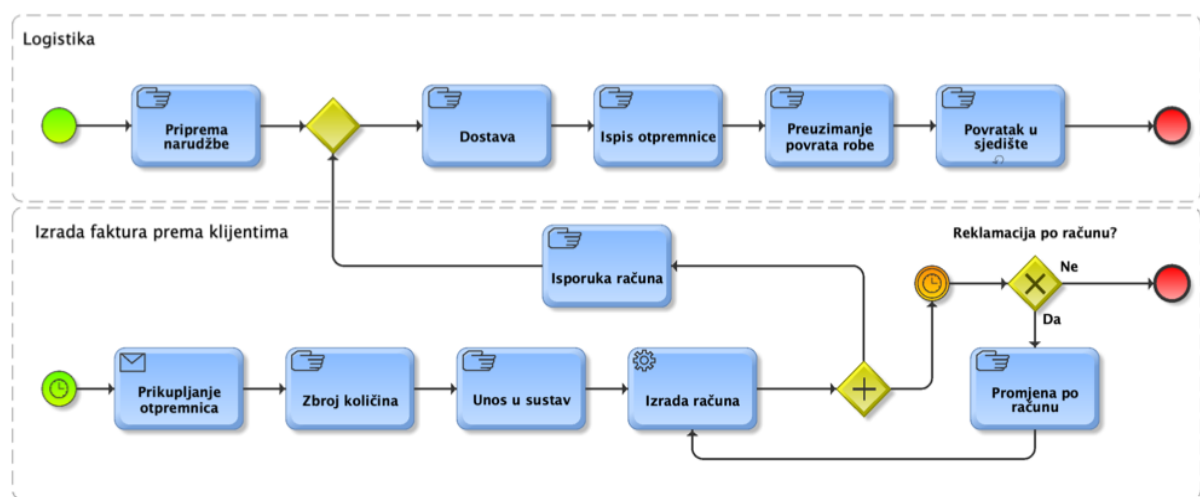 Logistika
Priprema
narudžbe
Dostava
Ispis otpremnice
Preuzimanje
povrata robe
Povratak u
sjedište
Izrada faktura prema klijentima
Reklamacija po računu?
Isporuka računa
Ne
Da
Prikupljanje
otpremnica
Zbroj količina
Unos u sustav
Izrada računa
Promjena po
računu